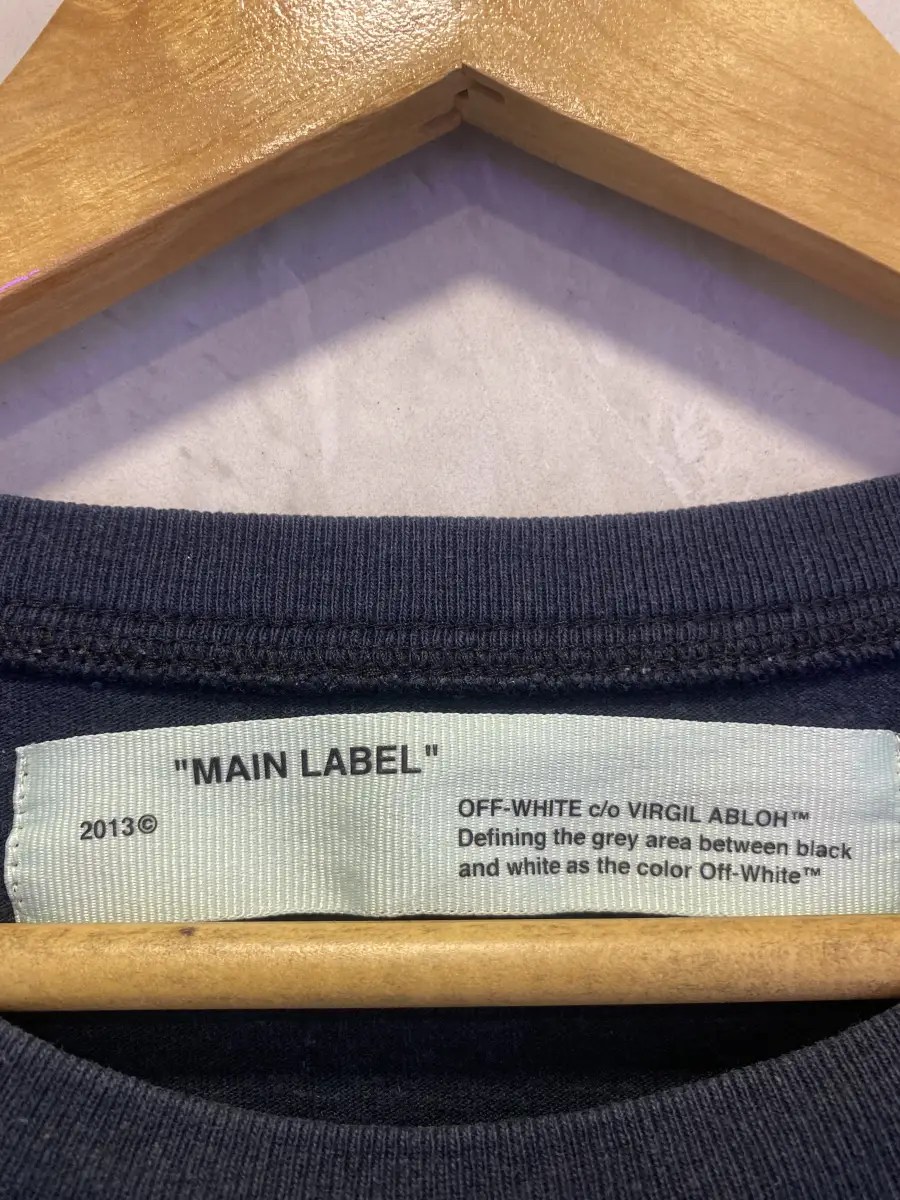 "MAIN LABEL"
2013©
OFF-WHITE c/o VIRGIL ABLOH™
Defining the grey area between black
and white as the color Off-White™